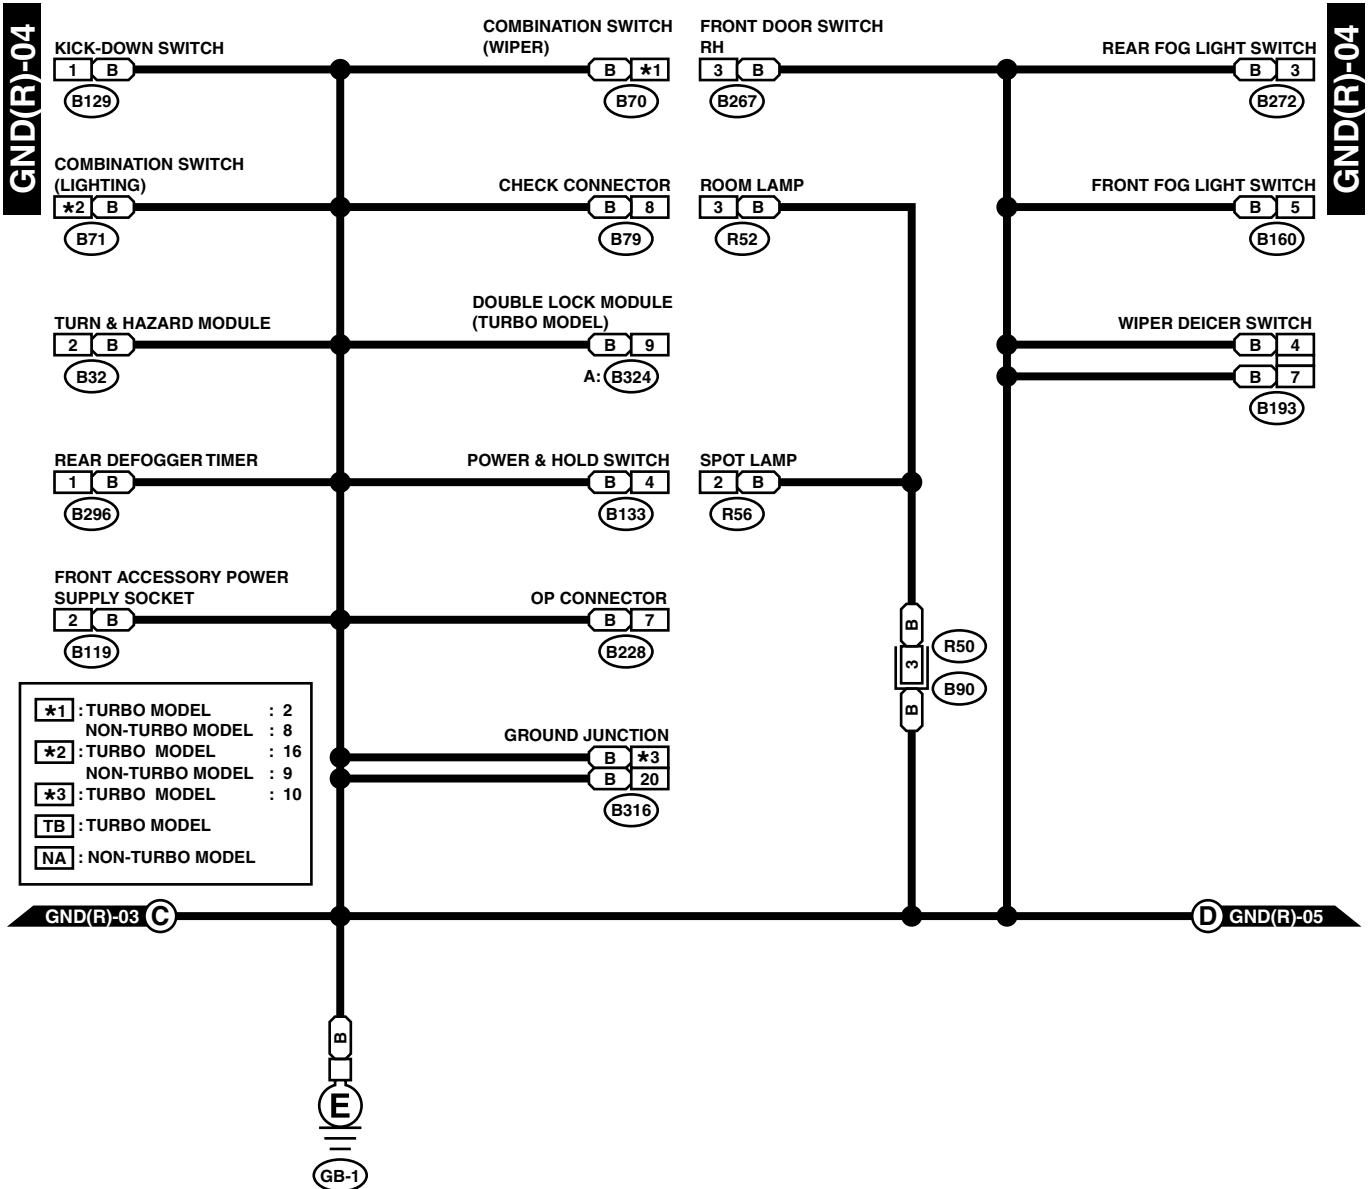 GND(R)-04
GND(R)-04
KICK-DOWN SWITCH
1 B
B129
COMBINATION SWITCH
(WIPER)
B *1
B70
FRONT DOOR SWITCH
RH
3 B
B267
REAR FOG LIGHT SWITCH
B 3
B272
COMBINATION SWITCH
(LIGHTING)
*2 B
B71
CHECK CONNECTOR
B 8
B79
ROOM LAMP
3 B
R52
FRONT FOG LIGHT SWITCH
B 5
B160
TURN & HAZARD MODULE
2 B
B32
DOUBLE LOCK MODULE
(TURBO MODEL)
B 9
A: B324
WIPER DEICER SWITCH
B 4
B 7
B193
REAR DEFOGGER TIMER
1 B
B296
POWER & HOLD SWITCH
B 4
B133
SPOT LAMP
2 B
R56
FRONT ACCESSORY POWER
SUPPLY SOCKET
2 B
B119
OP CONNECTOR
B 7
B228
B
3
B
R50
B90
*1 : TURBO MODEL : 2
NON-TURBO MODEL : 8
*2 : TURBO MODEL : 16
NON-TURBO MODEL : 9
*3 : TURBO MODEL : 10
TB : TURBO MODEL
NA : NON-TURBO MODEL
GROUND JUNCTION
B *3
B 20
B316
GND(R)-03 C
D GND(R)-05
B
E
GB-1